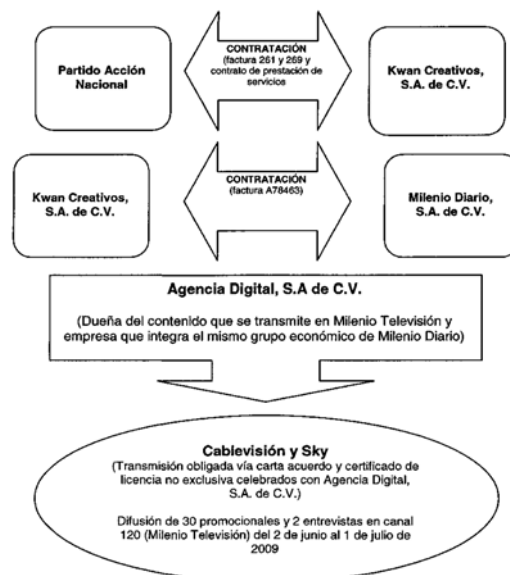 Partido Acción
Nacional
CONTRATACIÓN
(factura 261 y 269 y
contrato de prestación de
servicios
Kwan Creativos,
S.A. de C.V.
Kwan Creativos,
S.A. de C.V.
CONTRATACIÓN
(factura A78463)
Milenio Diario,
S.A. de C.V.
Agencia Digital, S.A de C.V.
(Dueña del contenido que se transmite en Milenio Televisión y
empresa que integra el mismo grupo económico de Milenio Diario)
Cablevisión y Sky
(Transmisión obligada vía carta acuerdo y certificado de
licencia no exclusiva celebrados con Agencia Digital,
S.A. de C.V.)
Difusión de 30 promocionales y 2 entrevistas en canal
120 (Milenio Televisión) del 2 de junio al 1 de julio de
2009